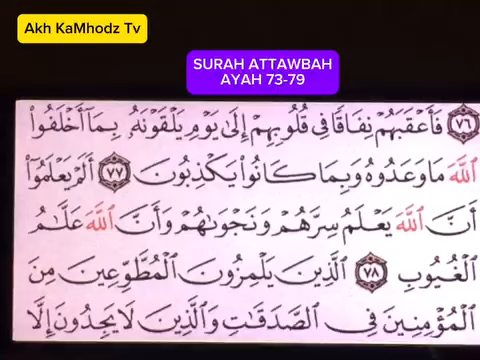 Akh KaMhodz Tv
SURAH ATTAWBAH
AYAH 73-79
٧٦ فَأَعْقَبَهُمْ نِفَاقًا فِي قُلُوبِهِمْ إِلَىٰ يَوْمِ يَلْقَوْنَهُۥ بِمَآ أَخْلَفُوا۟
ٱللَّهَ مَا وَعَدُوهُ وَبِمَا كَانُوا۟ يَكْذِبُونَ ٧٧ أَلَمْ يَعْلَمُوٓا۟
أَنَّ ٱللَّهَ يَعْلَمُ سِرَّهُمْ وَنَجْوَىٰهُمْ وَأَنَّ ٱللَّهَ عَلَّٰمُ
ٱلْغُيُوبِ ٧٨ ٱلَّذِينَ يَلْمِزُونَ ٱلْمُطَّوِّعِينَ مِنَ
ٱلْمُؤْمِنِينَ فِي ٱلصَّدَقَٰتِ وَٱلَّذِينَ لَا يَجِدُونَ إِلَّا